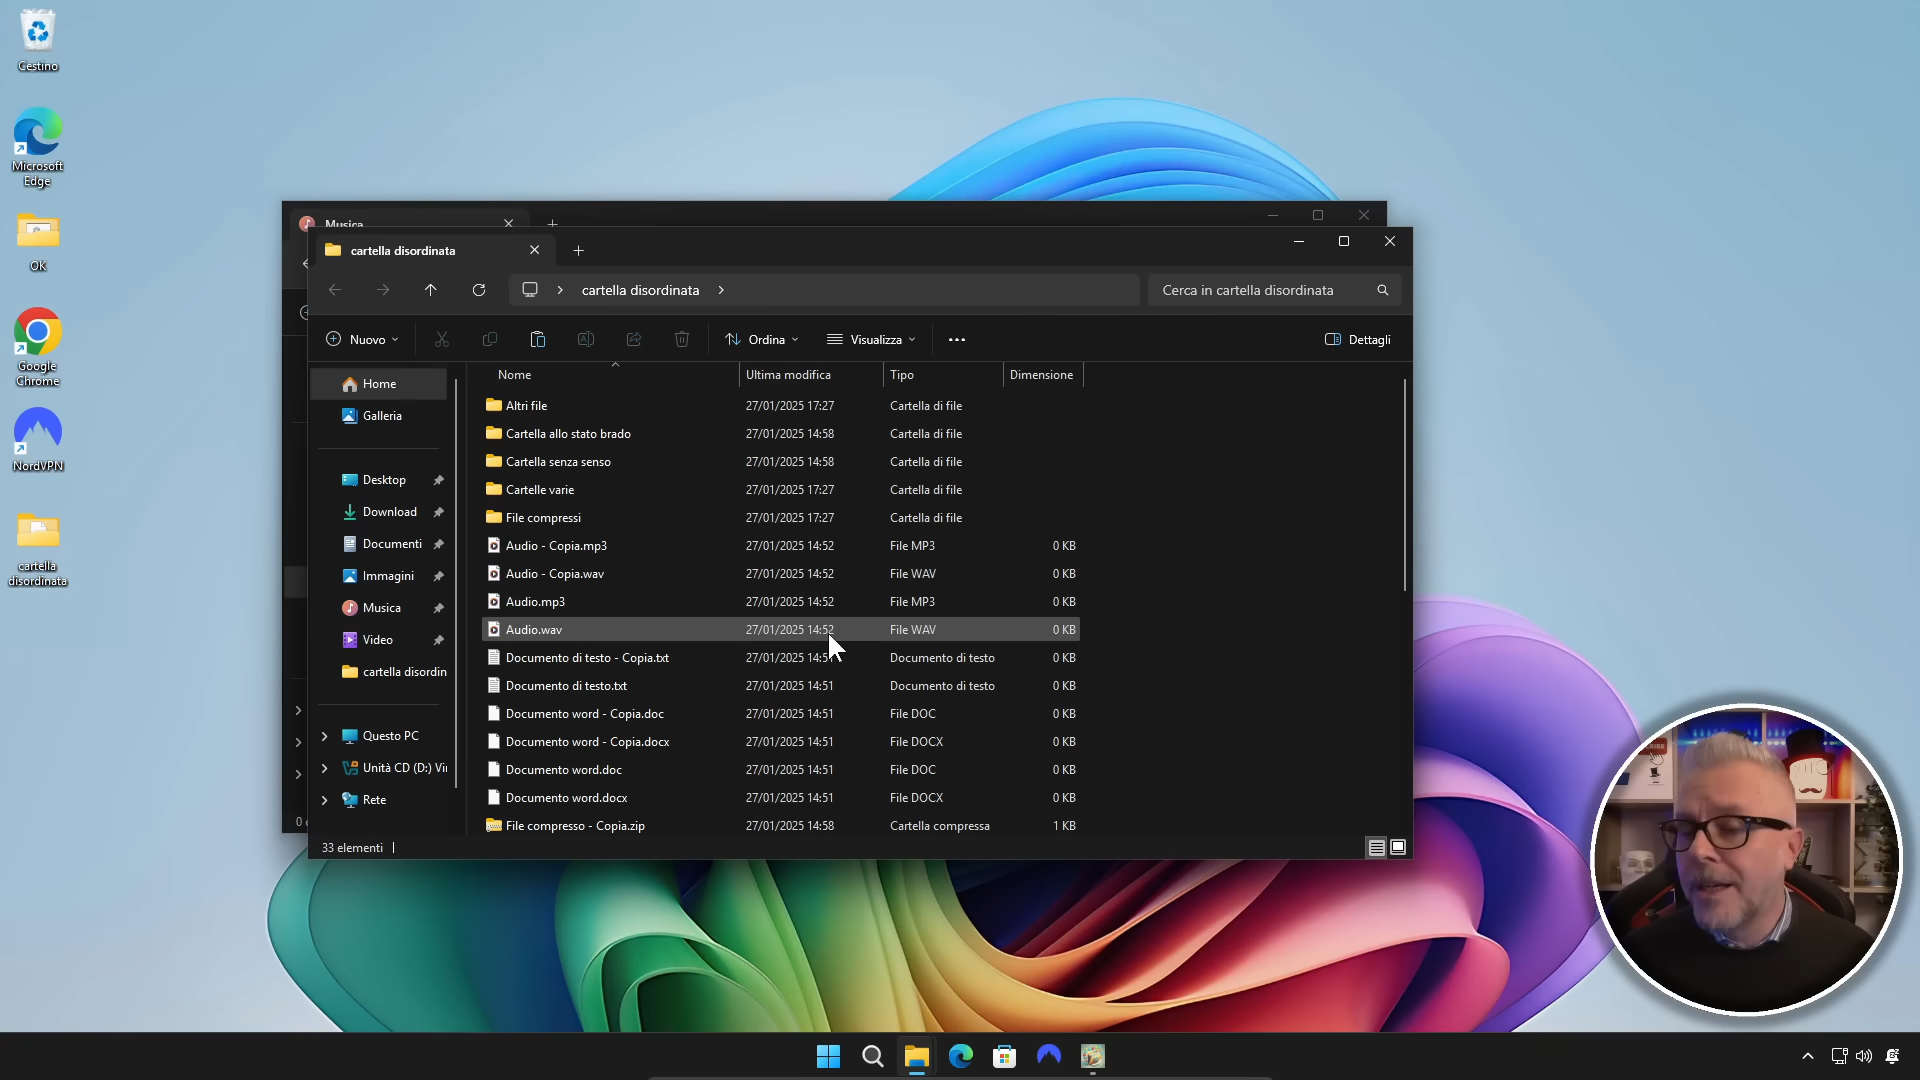 Cestino
Microsoft
Edge
OK
Google
Chrome
NordVPN
cartella
disordinata
Musica
cartella disordinata
cartella disordinata
Cerca in cartella disordinata
Nuovo
Ordina
Visualizza
Dettagli
Nome Ultima modifica Tipo Dimensione
Home
Galleria
Desktop
Download
Documenti
Immagini
Musica
Video
cartella disordin
Questo PC
Unità CD (D:) Vi
Rete
Altri file 27/01/2025 17:27 Cartella di file
Cartella allo stato brado 27/01/2025 14:58 Cartella di file
Cartella senza senso 27/01/2025 14:58 Cartella di file
Cartelle varie 27/01/2025 17:27 Cartella di file
File compressi 27/01/2025 17:27 Cartella di file
Audio - Copia.mp3 27/01/2025 14:52 File MP3 0 KB
Audio - Copia.wav 27/01/2025 14:52 File WAV 0 KB
Audio.mp3 27/01/2025 14:52 File MP3 0 KB
Audio.wav 27/01/2025 14:52 File WAV 0 KB
Documento di testo - Copia.txt 27/01/2025 14:51 Documento di testo 0 KB
Documento di testo.txt 27/01/2025 14:51 Documento di testo 0 KB
Documento word - Copia.doc 27/01/2025 14:51 File DOC 0 KB
Documento word - Copia.docx 27/01/2025 14:51 File DOCX 0 KB
Documento word.doc 27/01/2025 14:51 File DOC 0 KB
Documento word.docx 27/01/2025 14:51 File DOCX 0 KB
File compresso - Copia.zip 27/01/2025 14:58 Cartella compressa 1 KB
33 elementi